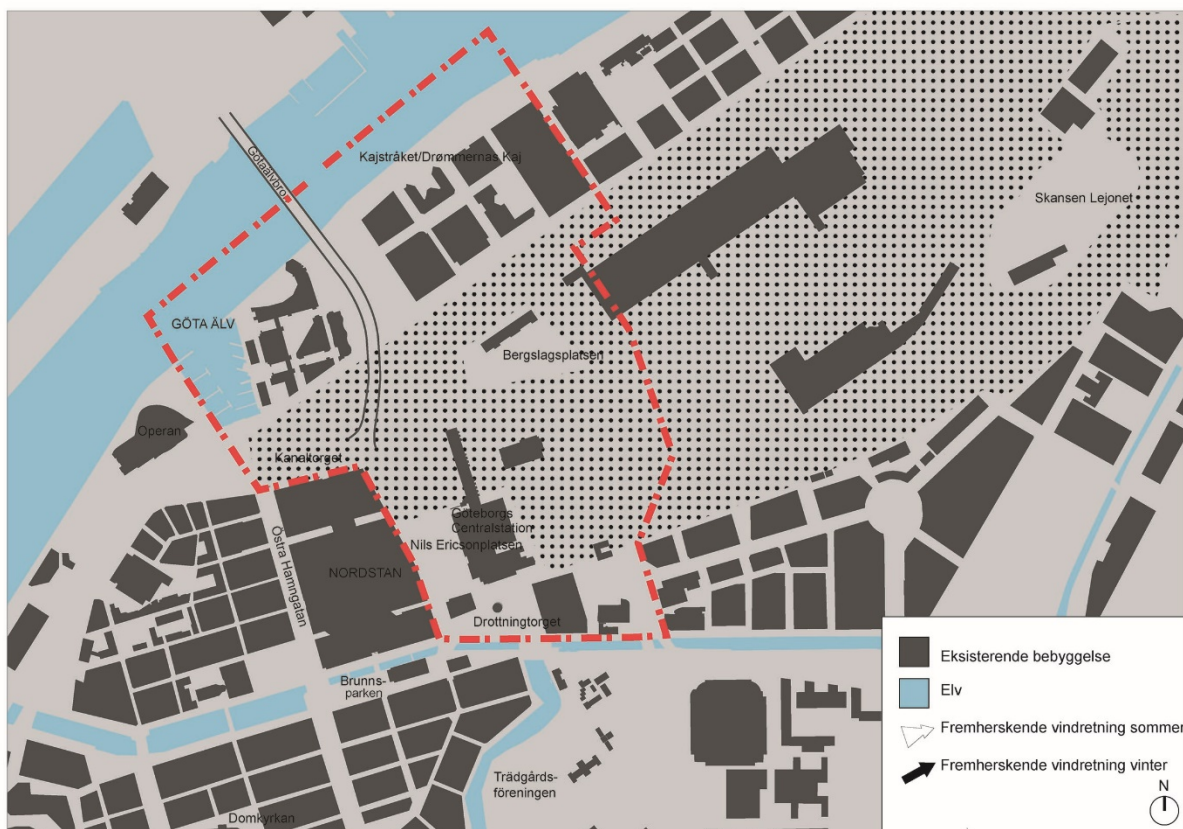 Kajstråket/Drømmernas Kaj
Götaälvbro
Skansen Lejonet
GÖTA ÄLV
Bergslagsplatsen
Operan
Kanaltorget
Göteborgs
Centralstation
Nils Ericsonplatsen
Östra Hamngatan
NORDSTAN
Drottningtorget
Brunns-
parken
Trädgårds-
föreningen
Domkyrkan
Eksisterende bebyggelse
Elv
Fremherskende vindretning sommer
Fremherskende vindretning vinter
N